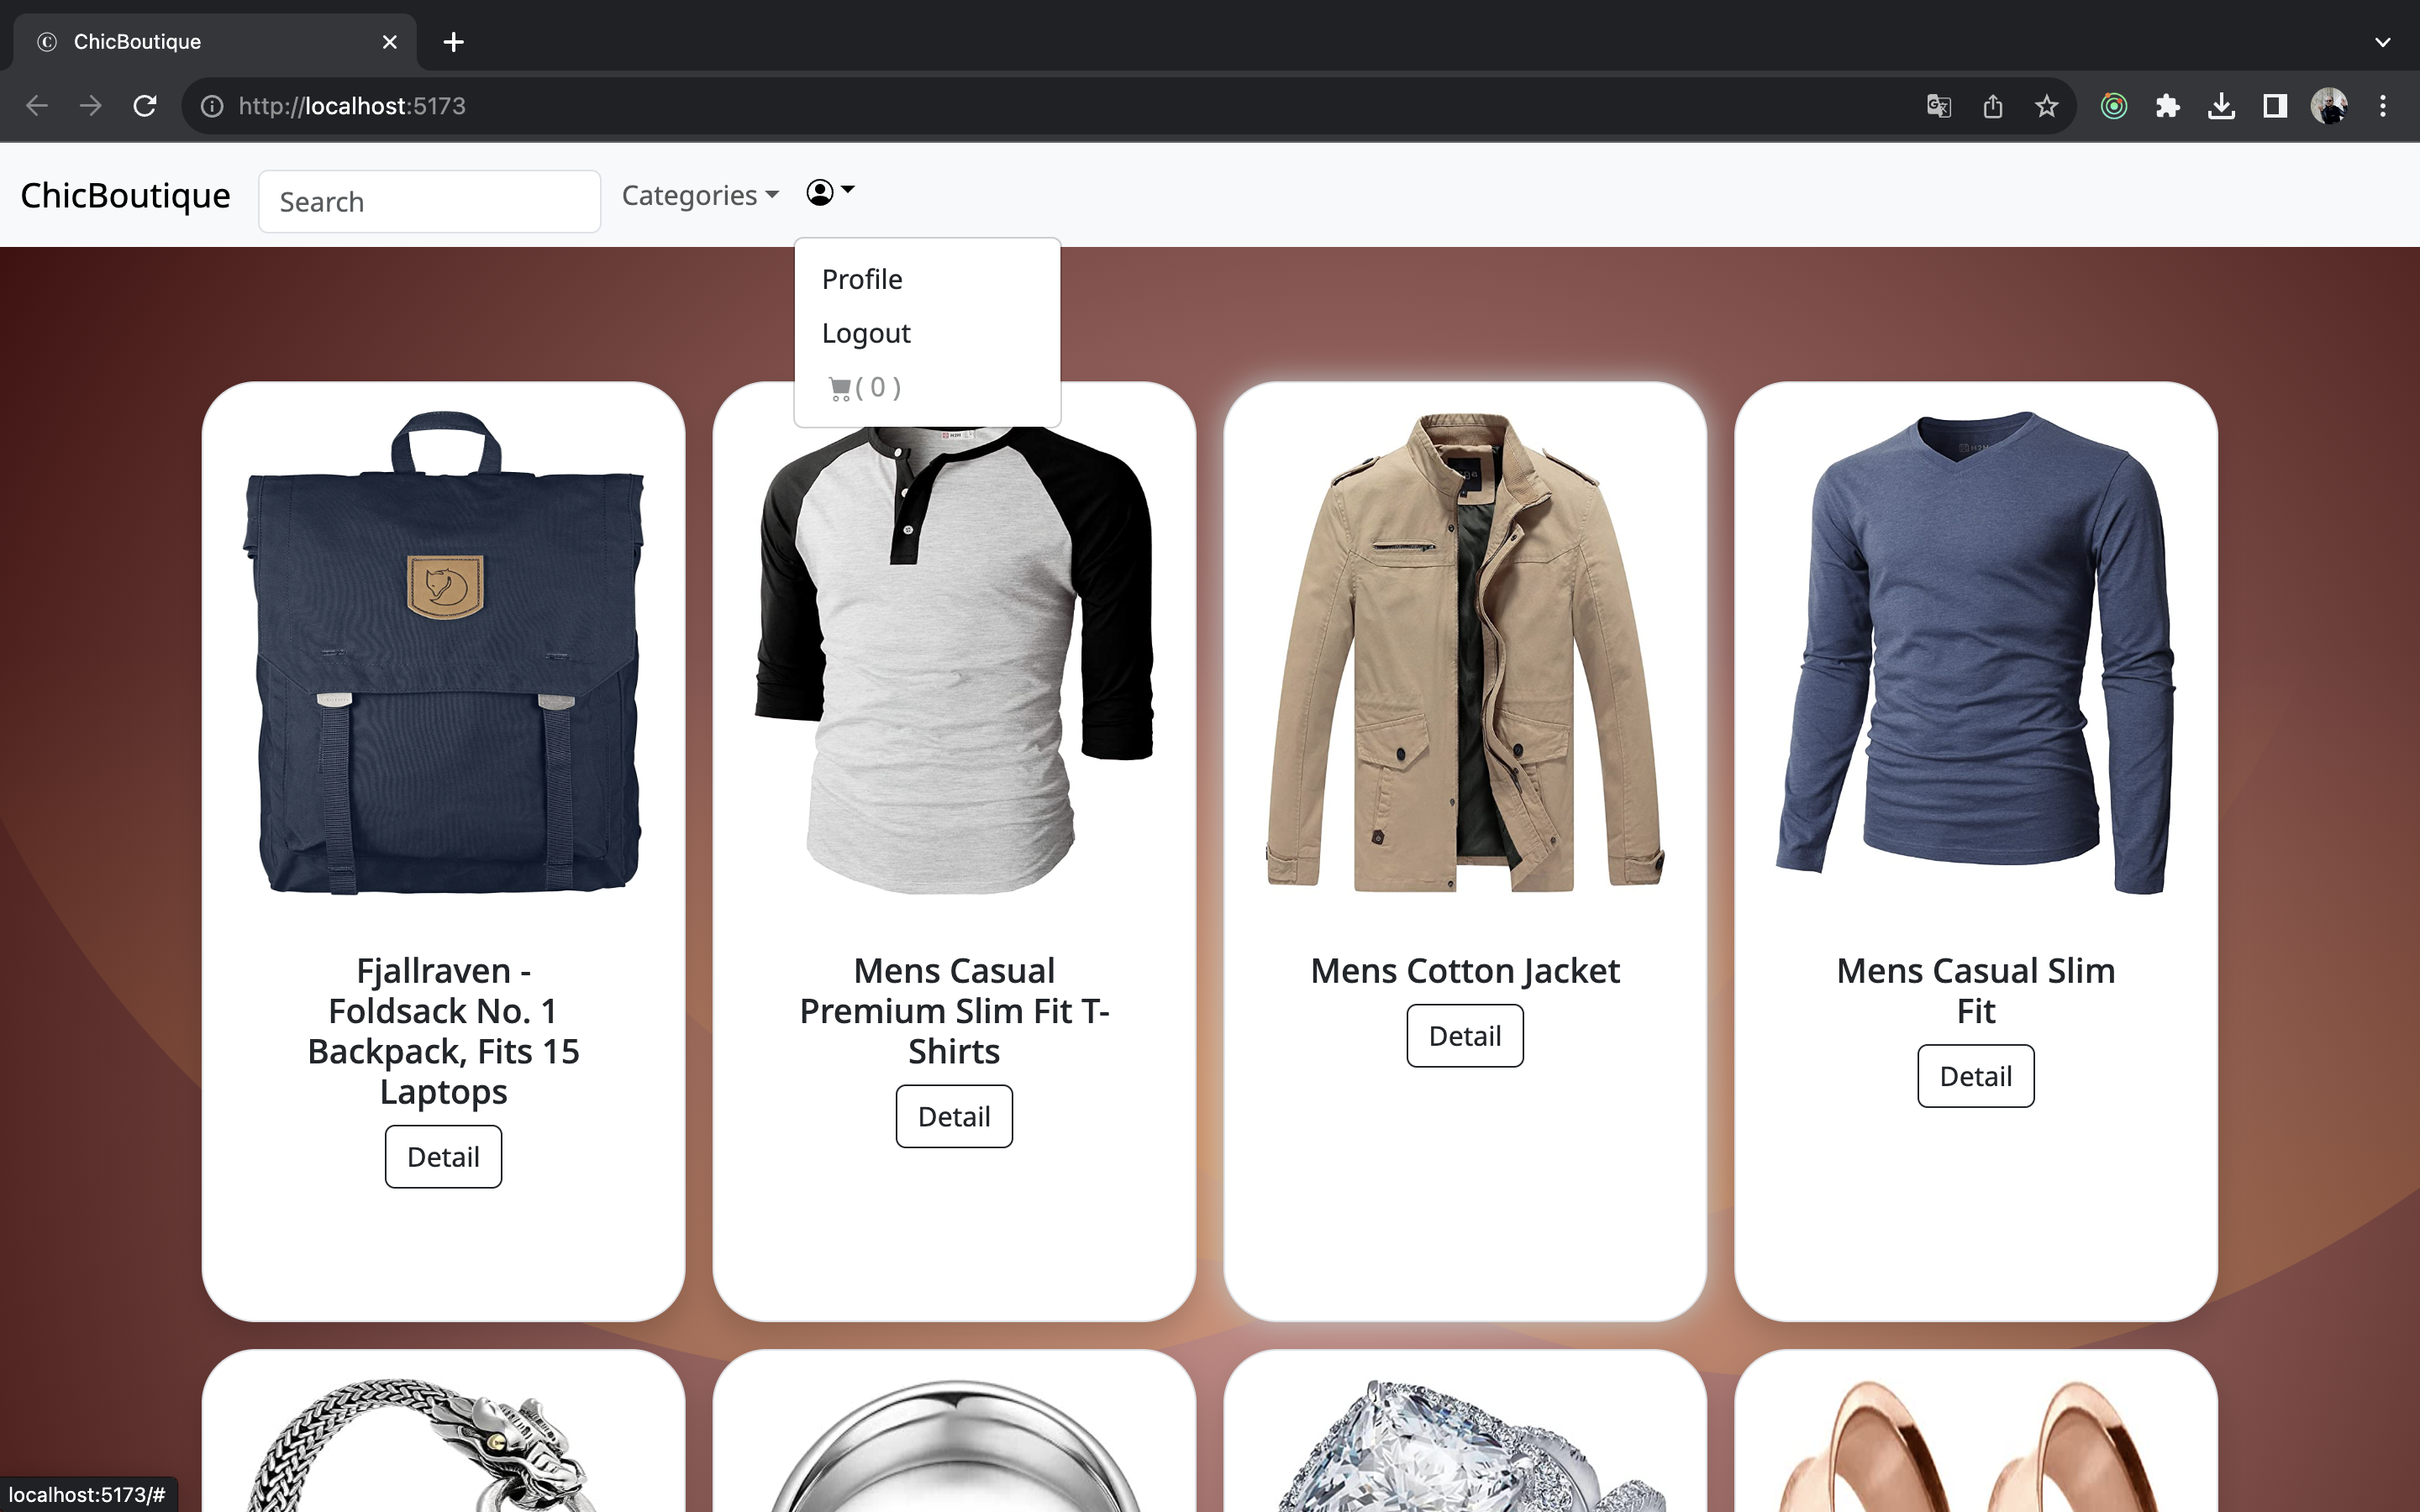 ChicBoutique
http://localhost:5173
ChicBoutique
Search
Categories
Profile
Logout
( 0 )
Fjallraven -
Foldsack No. 1
Backpack, Fits 15
Laptops
Detail
Mens Casual
Premium Slim Fit T-
Shirts
Detail
Mens Cotton Jacket
Detail
Mens Casual Slim
Fit
Detail
localhost:5173/#